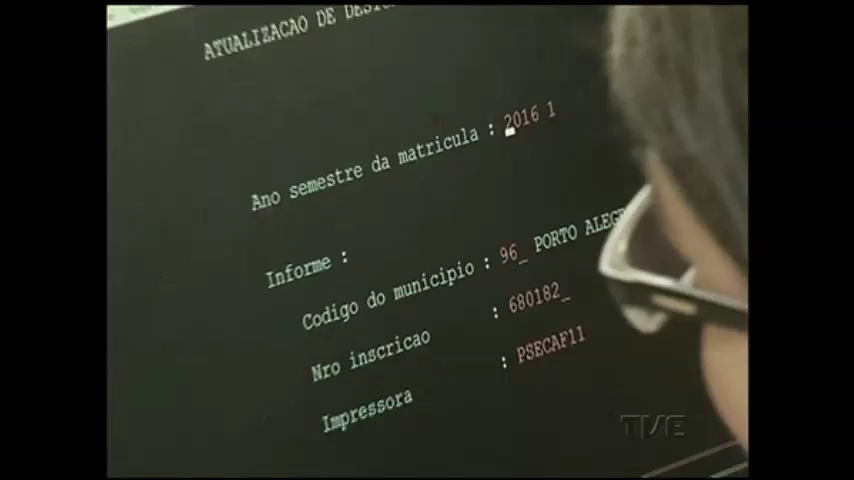 ATUALIZACAO DE
Ano semestre da matricula : 2016 1
Informe :
Codigo do municipio : 96_ PORTO ALEGR
Nro inscricao : 680182_
Impressora : PSECAF11
TVE